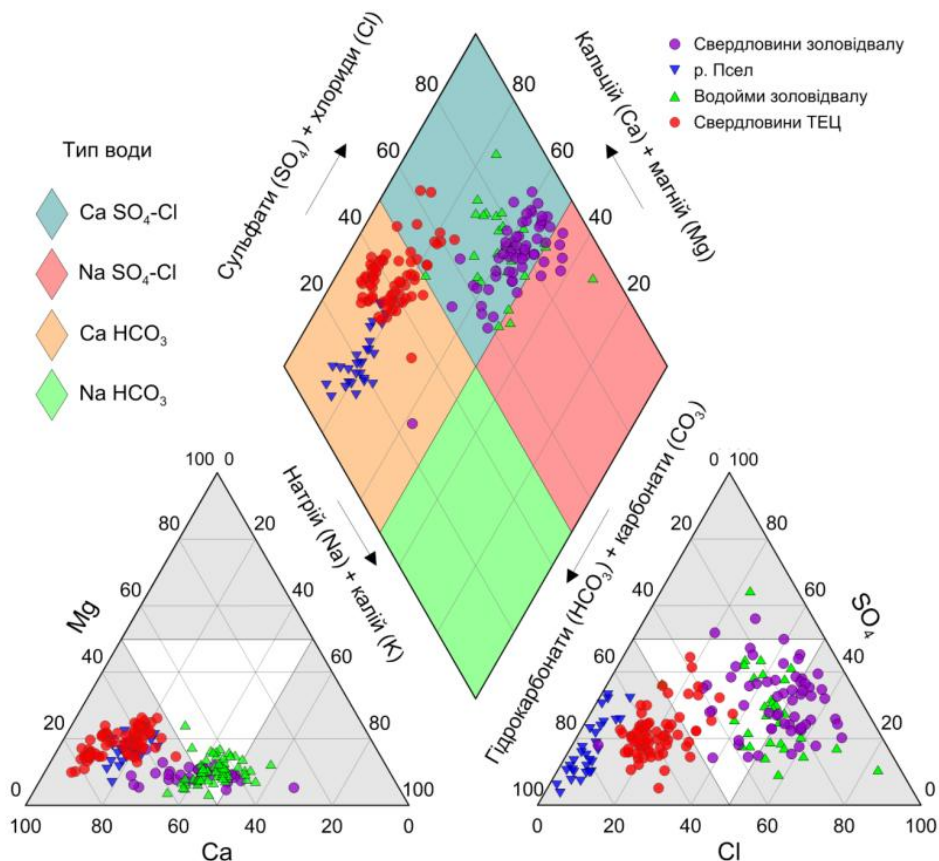 Свердловини золовідвалу
р. Псел
Водойми золовідвалу
Свердловини ТЕЦ
Тип води
Ca SO₄-Cl
Na SO₄-Cl
Ca HCO₃
Na HCO₃
Сульфати (SO₄) + хлориди (Cl)
Кальцій (Ca) + магній (Mg)
80 80
60 60
40 40
20 20
Натрій (Na) + калій (K)
Гідрокарбонати (HCO₃) + карбонати (CO₃)
100 0
80 20
60 40
40 60
20 80
0 100
Mg
100 80 60 40 20 0
Ca
0 100
20 80
40 60
60 40
80 20
100 0
SO₄
0 20 40 60 80 100
Cl